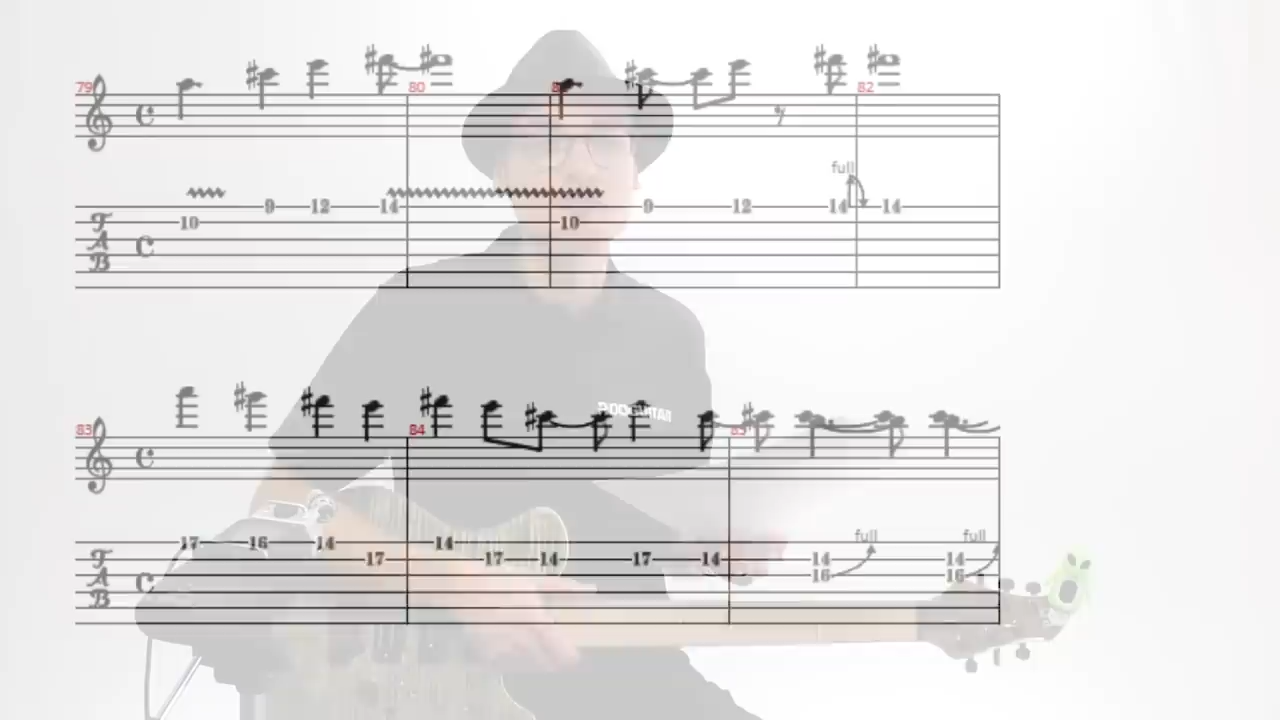 79 80 82
full
9 12 14 9 12 14 14
10 10
T
A
B
83 84 85
full full
17 16 14 14
17 17 14 17 14 14 14
16 16
T
A
B